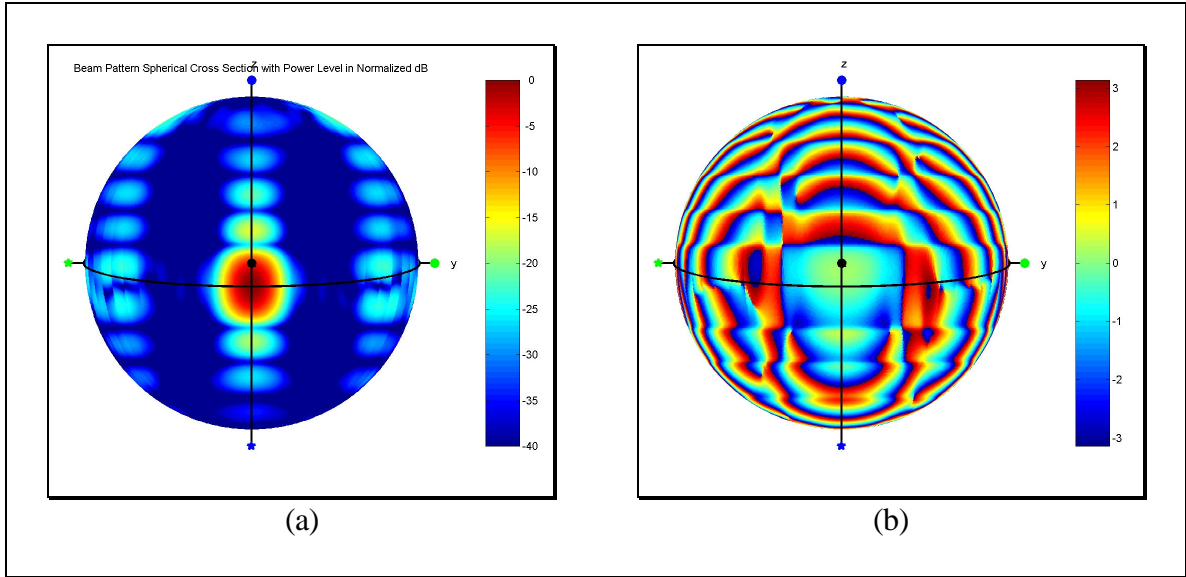 Beam Pattern Spherical Cross Section with Power Level in Normalized dB
z
y
0
-5
-10
-15
-20
-25
-30
-35
-40
(a)
z
y
3
2
1
0
-1
-2
-3
(b)